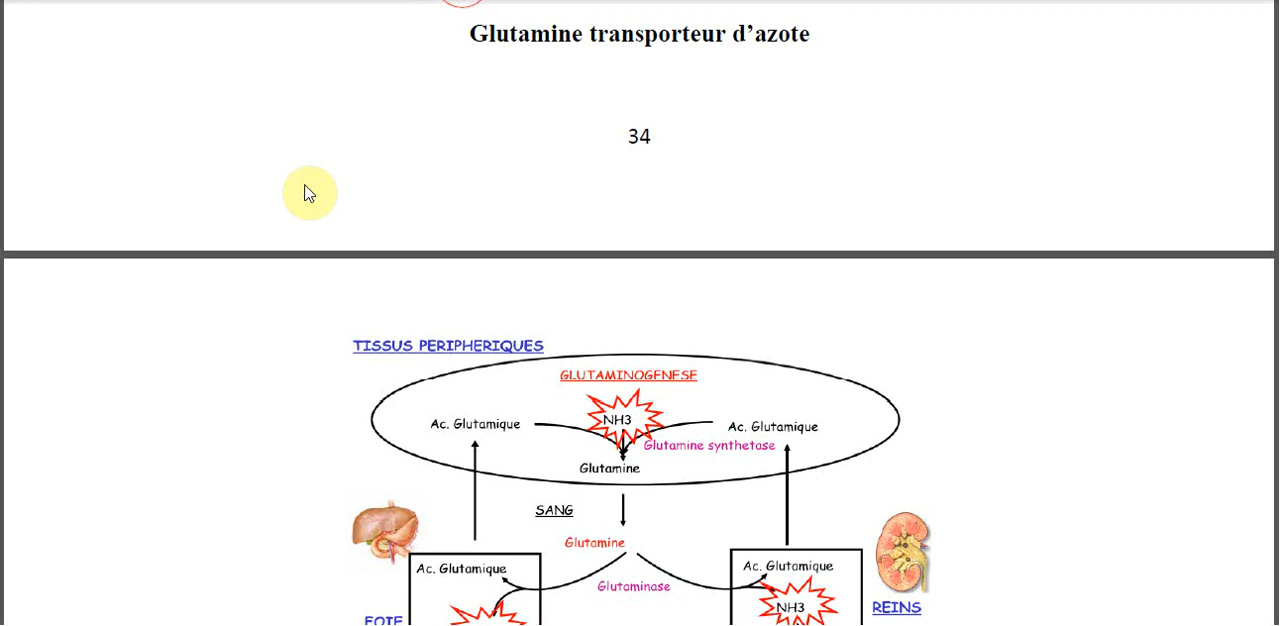 Glutamine transporteur d’azote
34
TISSUS PERIPHERIQUES
GLUTAMINOGENESE
NH3
Ac. Glutamique
Ac. Glutamique
Glutamine synthetase
Glutamine
SANG
Glutamine
Ac. Glutamique
Ac. Glutamique
Glutaminase
NH3
REINS
FOIE